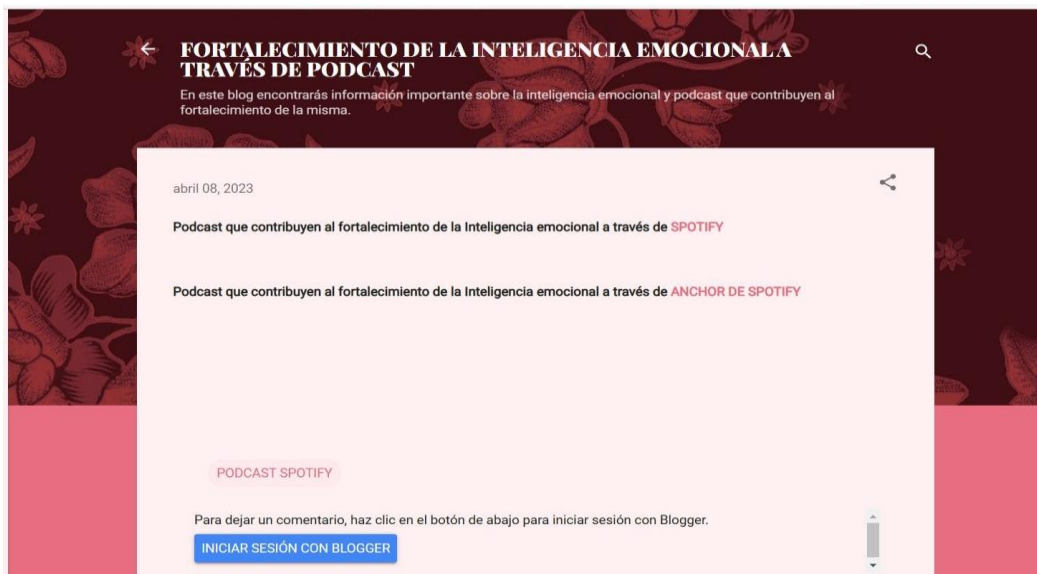 FORTALECIMIENTO DE LA INTELIGENCIA EMOCIONAL A
TRAVÉS DE PODCAST
En este blog encontrarás información importante sobre la inteligencia emocional y podcast que contribuyen al
fortalecimiento de la misma.
abril 08, 2023
Podcast que contribuyen al fortalecimiento de la Inteligencia emocional a través de SPOTIFY
Podcast que contribuyen al fortalecimiento de la Inteligencia emocional a través de ANCHOR DE SPOTIFY
PODCAST SPOTIFY
Para dejar un comentario, haz clic en el botón de abajo para iniciar sesión con Blogger.
INICIAR SESIÓN CON BLOGGER